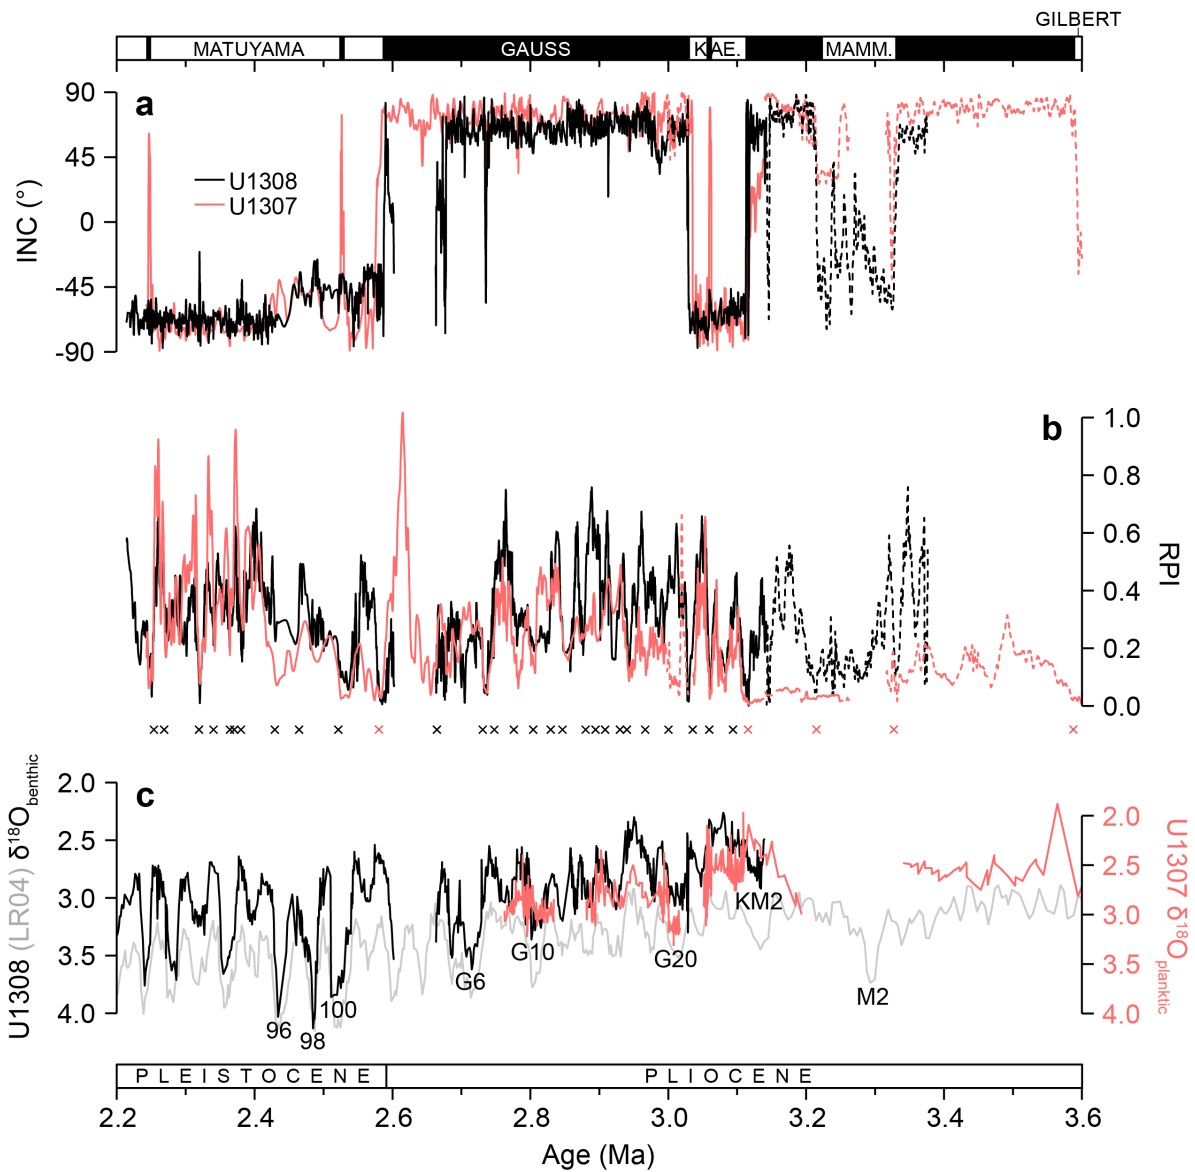 GILBERT
MATUYAMA GAUSS KAE. MAMM.
a
90
45
0
-45
-90
INC (°)
U1308
U1307
b
1.0
0.8
0.6
0.4
0.2
0.0
RPI
× × × × × × × × × × × × × × × × × × × × × × × × × × × × × × × ×
c
2.0
2.5
3.0
3.5
4.0
U1308 (LR04) δ18Obenthic
2.0
2.5
3.0
3.5
4.0
U1307 δ18Oplanktic
KM2
G10
G20
G6
M2
100
96
98
PLEISTOCENE PLIOCENE
2.2 2.4 2.6 2.8 3.0 3.2 3.4 3.6
Age (Ma)